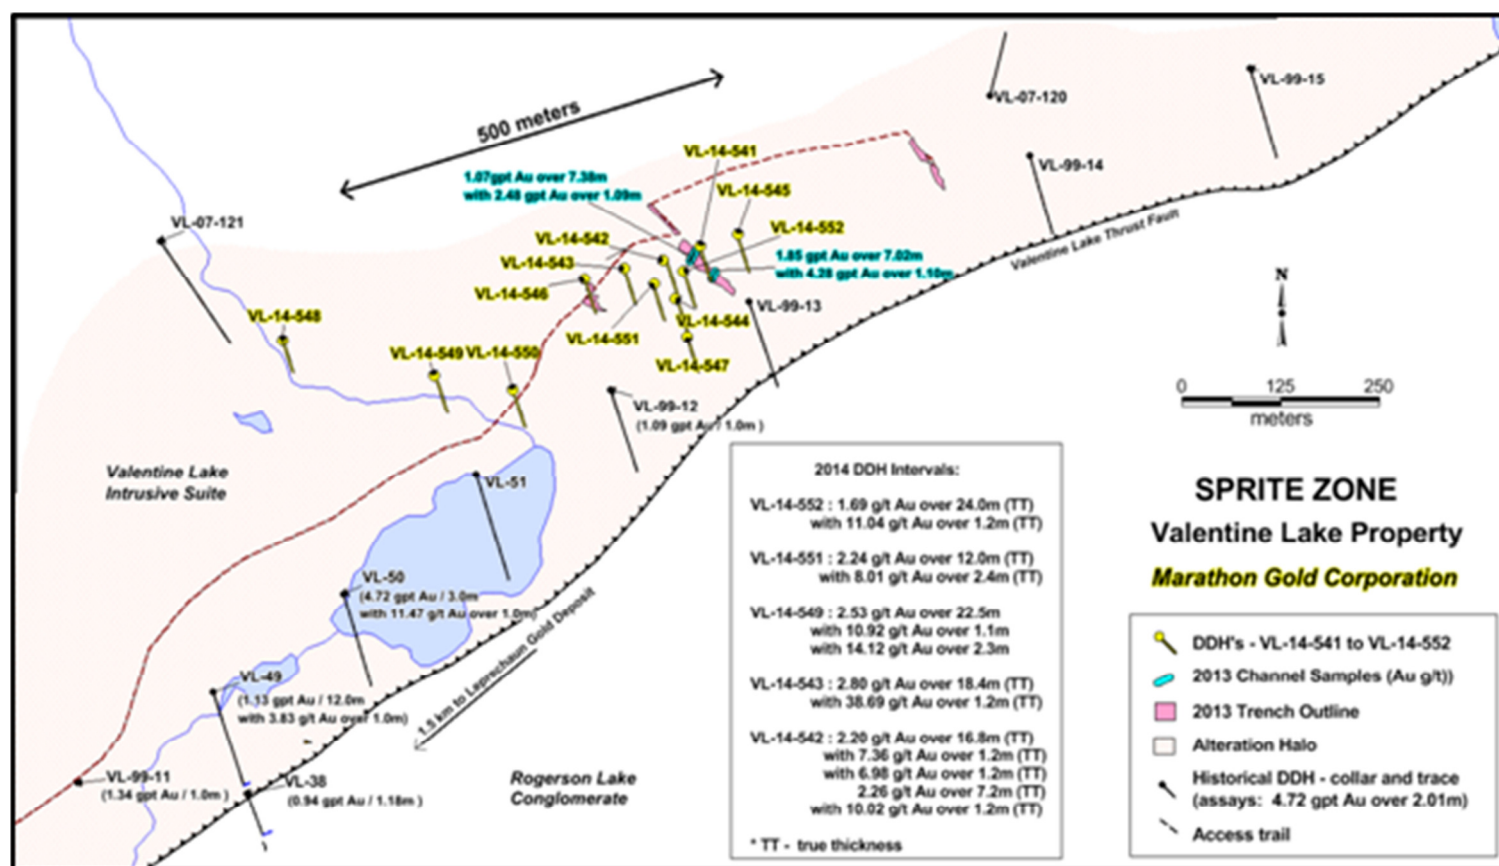 VL-07-120
VL-99-15
500 meters
VL-14-541
VL-99-14
1.07gpt Au over 7.38m
with 2.48 gpt Au over 1.09m
VL-14-545
VL-07-121
VL-14-552
VL-14-542
Valentine Lake Thrust Fault
1.85 gpt Au over 7.02m
with 4.28 gpt Au over 1.10m
VL-14-543
VL-14-546
N
VL-99-13
VL-14-548
VL-14-544
VL-14-551
VL-14-549
VL-14-550
VL-14-547
0 125 250
meters
VL-99-12
(1.09 gpt Au / 1.0m )
Valentine Lake
Intrusive Suite
VL-51
2014 DDH Intervals:
VL-14-552 : 1.69 g/t Au over 24.0m (TT)
with 11.04 g/t Au over 1.2m (TT)
VL-14-551 : 2.24 g/t Au over 12.0m (TT)
with 8.01 g/t Au over 2.4m (TT)
VL-14-549 : 2.53 g/t Au over 22.5m
with 10.92 g/t Au over 1.1m
with 14.12 g/t Au over 2.3m
VL-14-543 : 2.80 g/t Au over 18.4m (TT)
with 38.69 g/t Au over 1.2m (TT)
VL-14-542 : 2.20 g/t Au over 16.8m (TT)
with 7.36 g/t Au over 1.2m (TT)
with 6.98 g/t Au over 1.2m (TT)
2.26 g/t Au over 7.2m (TT)
with 10.02 g/t Au over 1.2m (TT)
* TT - true thickness
SPRITE ZONE
Valentine Lake Property
Marathon Gold Corporation
VL-50
(4.72 gpt Au / 3.0m
with 11.47 g/t Au over 1.0m)
1.5 km to Leprechaun Gold Deposit
VL-49
(1.13 gpt Au / 12.0m
with 3.83 g/t Au over 1.0m)
VL-99-11
(1.34 gpt Au / 1.0m )
VL-38
(0.94 gpt Au / 1.18m )
Rogerson Lake
Conglomerate
DDH's - VL-14-541 to VL-14-552
2013 Channel Samples (Au g/t))
2013 Trench Outline
Alteration Halo
Historical DDH - collar and trace
(assays: 4.72 gpt Au over 2.01m)
Access trail